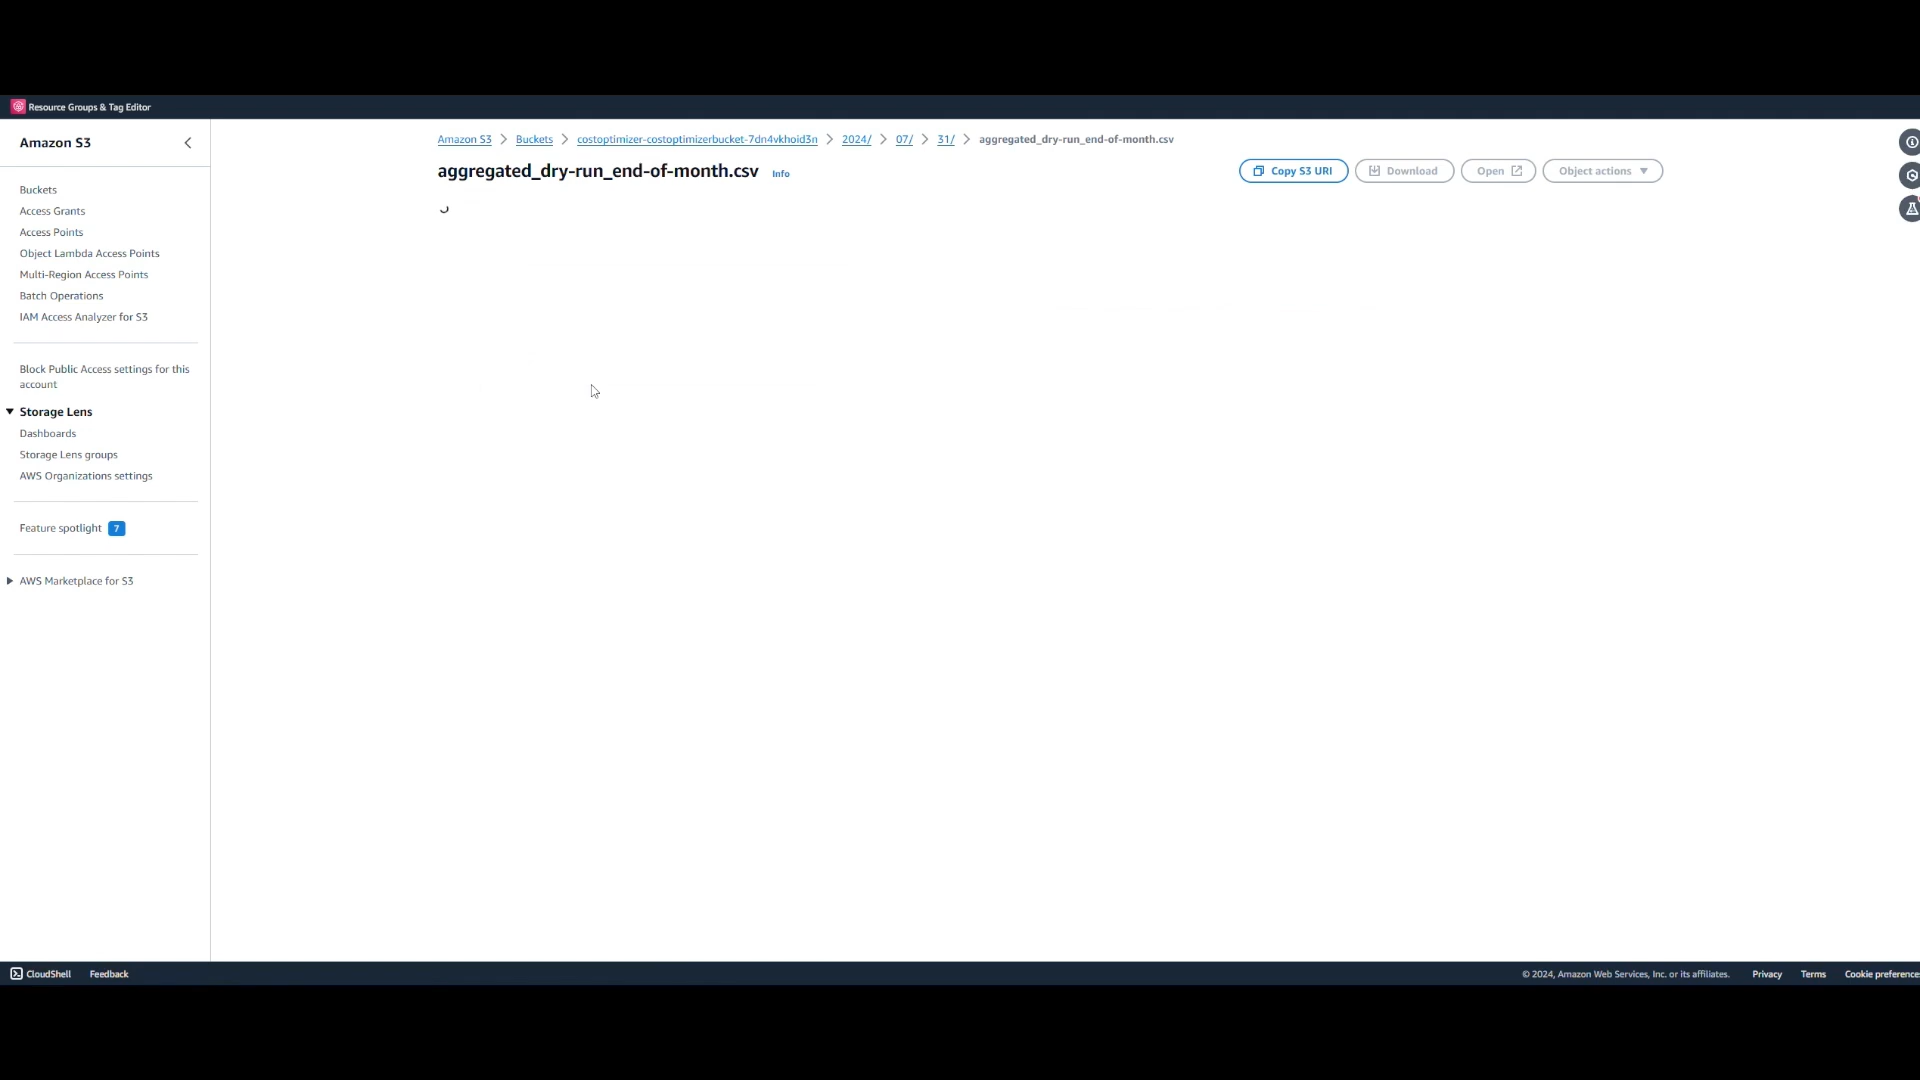 Resource Groups & Tag Editor
Amazon S3
Buckets
Access Grants
Access Points
Object Lambda Access Points
Multi-Region Access Points
Batch Operations
IAM Access Analyzer for S3
Block Public Access settings for this
account
Storage Lens
Dashboards
Storage Lens groups
AWS Organizations settings
Feature spotlight 7
AWS Marketplace for S3
Amazon S3 > Buckets > costoptimizer-costoptimizerbucket-7dn4vkhoid3n > 2024/ > 07/ > 31/ > aggregated_dry-run_end-of-month.csv
aggregated_dry-run_end-of-month.csv Info
Copy S3 URI Download Open Object actions
CloudShell Feedback
© 2024, Amazon Web Services, Inc. or its affiliates. Privacy Terms Cookie preferences